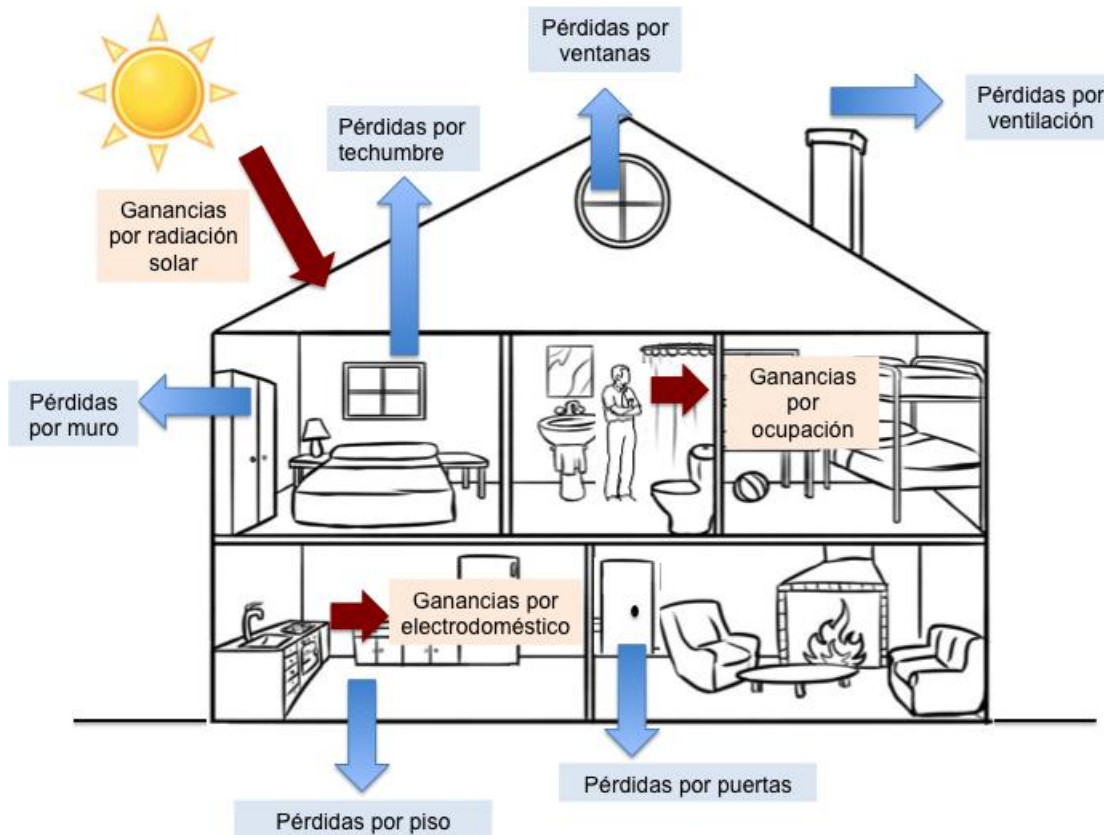 Pérdidas por
ventanas
Pérdidas por
ventilación
Pérdidas por
techumbre
Ganancias
por radiación
solar
Pérdidas
por muro
Ganancias
por
ocupación
Ganancias por
electrodoméstico
Pérdidas por puertas
Pérdidas por piso